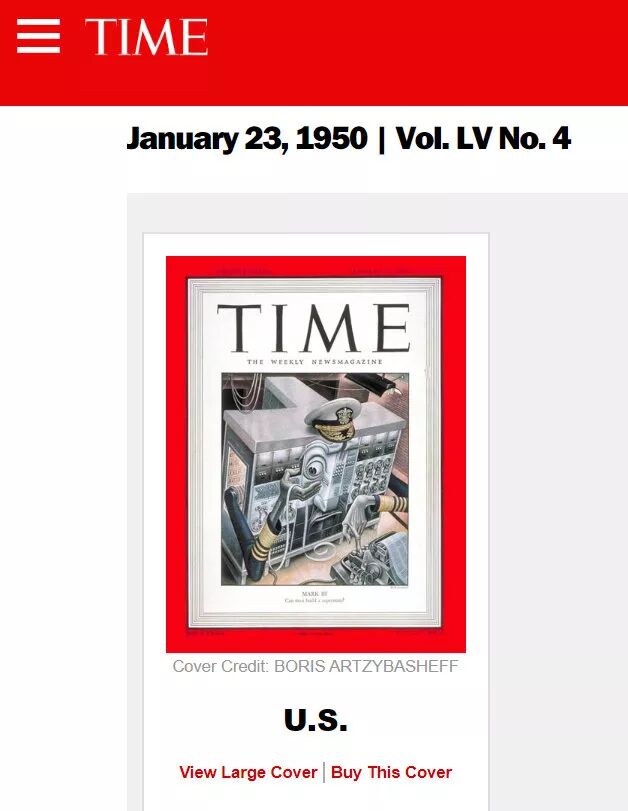 TIME
January 23, 1950 | Vol. LV No. 4
TIME
THE WEEKLY NEWSMAGAZINE
MARK III
Can man build a superman?
Cover Credit: BORIS ARTZYBASHEFF
U.S.
View Large Cover | Buy This Cover